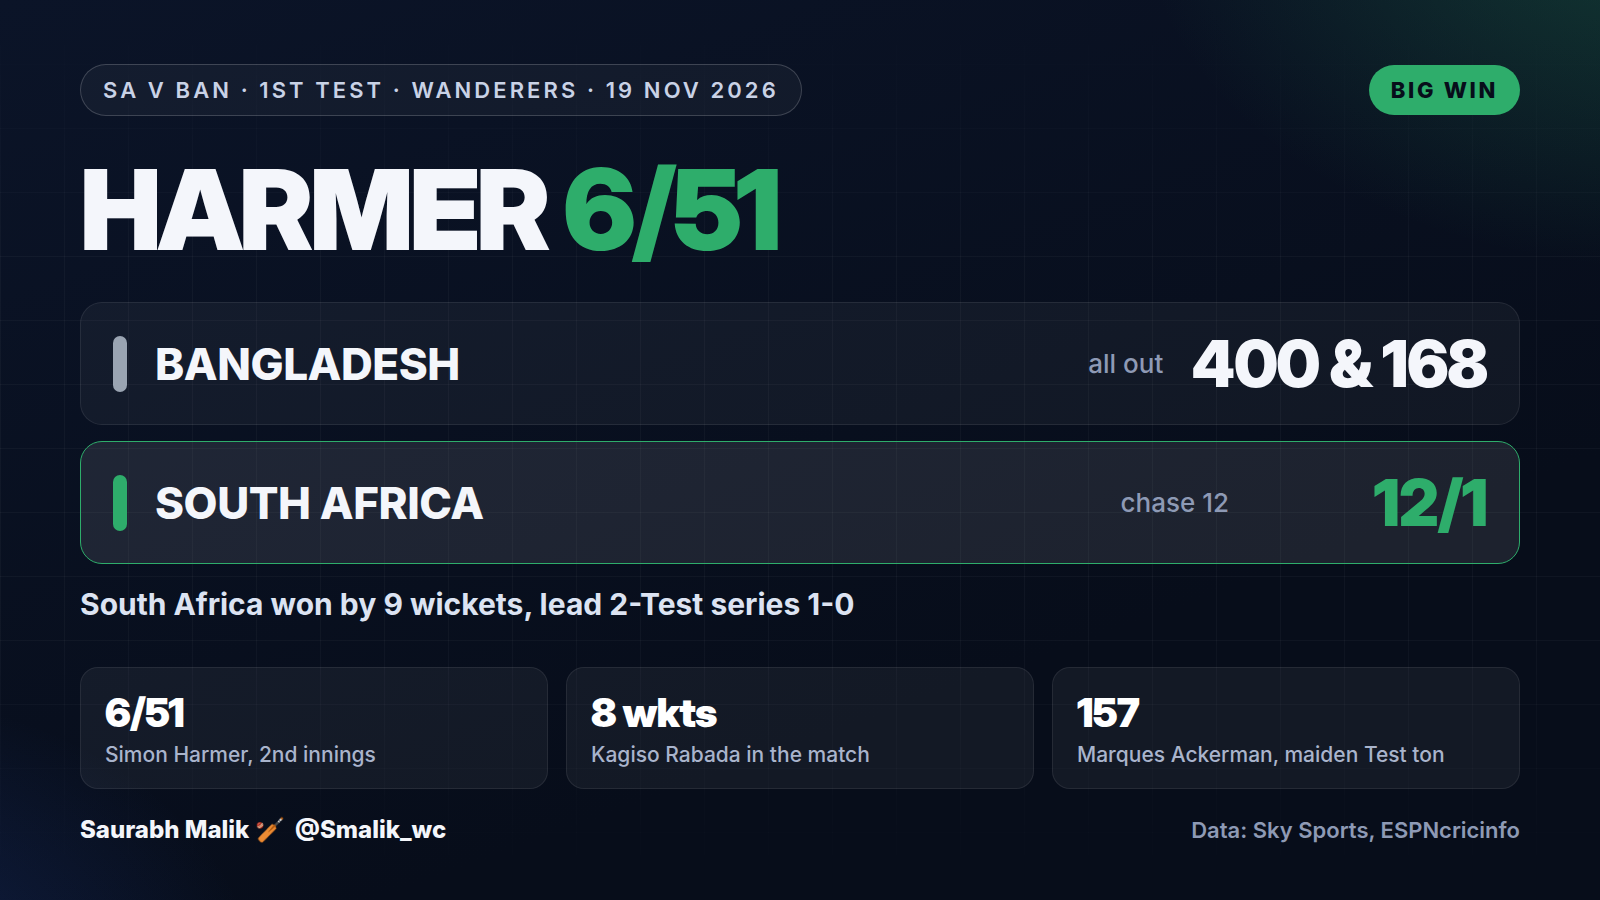 SA V BAN · 1ST TEST · WANDERERS · 19 NOV 2026
BIG WIN
HARMER 6/51
BANGLADESH all out 400 & 168
SOUTH AFRICA chase 12 12/1
South Africa won by 9 wickets, lead 2-Test series 1-0
6/51
Simon Harmer, 2nd innings
8 wkts
Kagiso Rabada in the match
157
Marques Ackerman, maiden Test ton
Saurabh Malik 🏏 @Smalik_wc
Data: Sky Sports, ESPNcricinfo